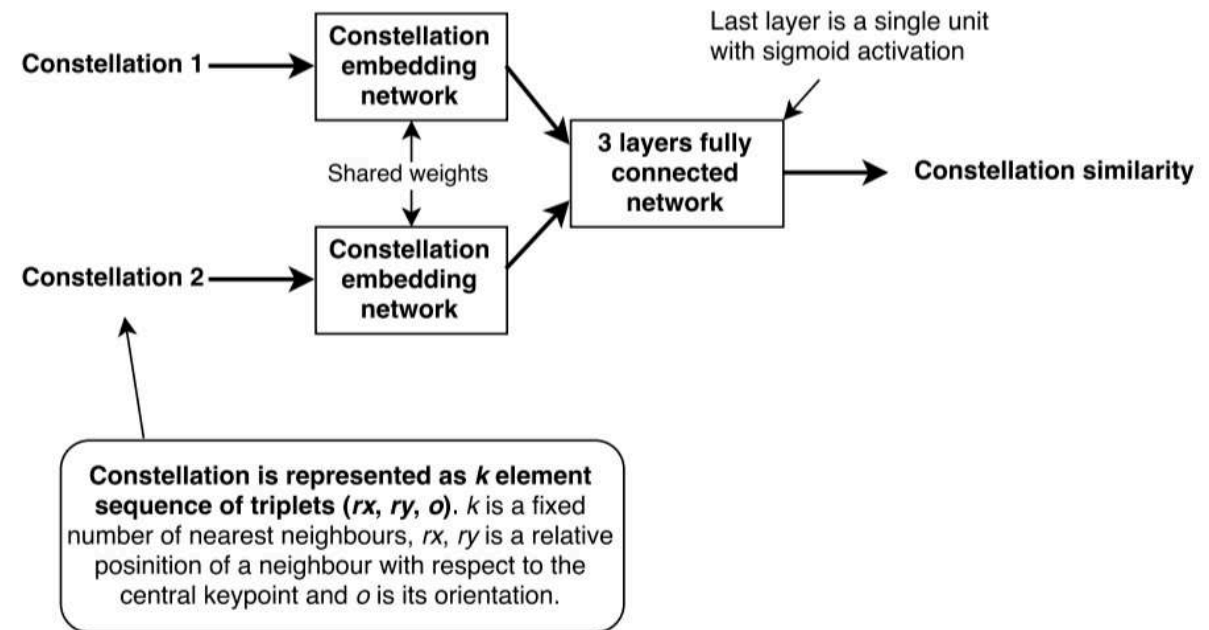 Last layer is a single unit
with sigmoid activation
Constellation 1
Constellation
embedding
network
3 layers fully
connected
network
Constellation similarity
Shared weights
Constellation 2
Constellation
embedding
network
Constellation is represented as k element
sequence of triplets (rx, ry, o). k is a fixed
number of nearest neighbours, rx, ry is a relative
posinition of a neighbour with respect to the
central keypoint and o is its orientation.